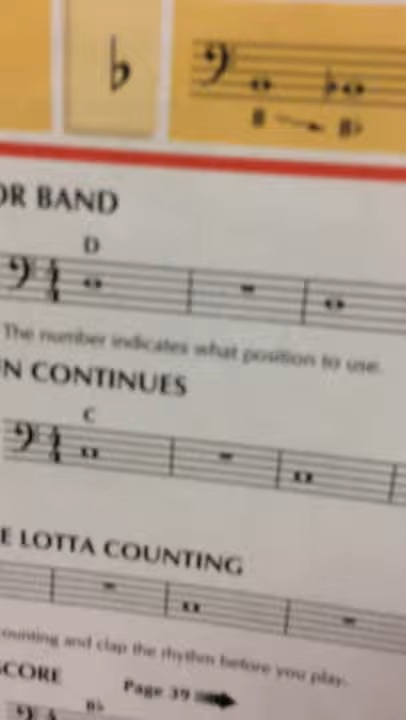 ♭
B B♭
OR BAND
D
The number indicates what position to use.
N CONTINUES
C
E LOTTA COUNTING
ounting and clap the rhythm before you play.
SCORE Page 39
B♭